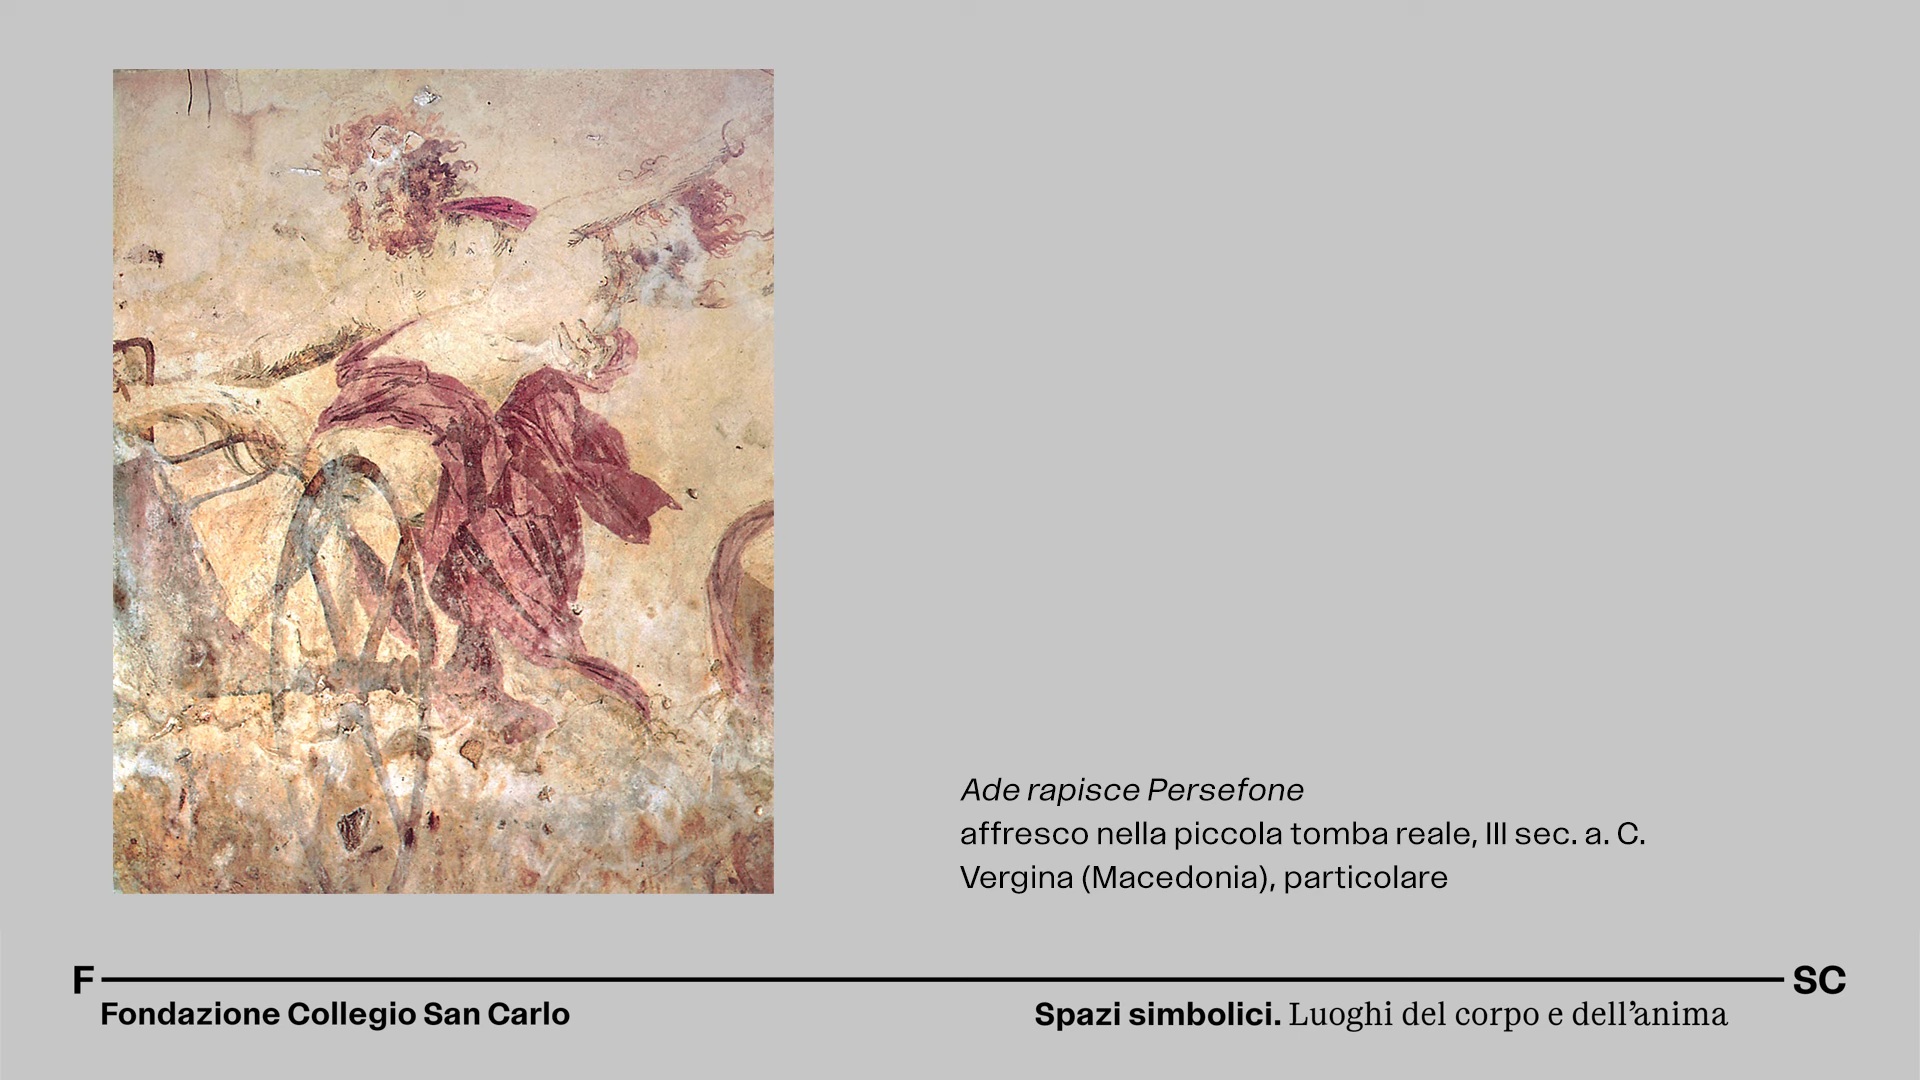 Ade rapisce Persefone
affresco nella piccola tomba reale, III sec. a. C.
Vergina (Macedonia), particolare
F SC
Fondazione Collegio San Carlo
Spazi simbolici. Luoghi del corpo e dell’anima